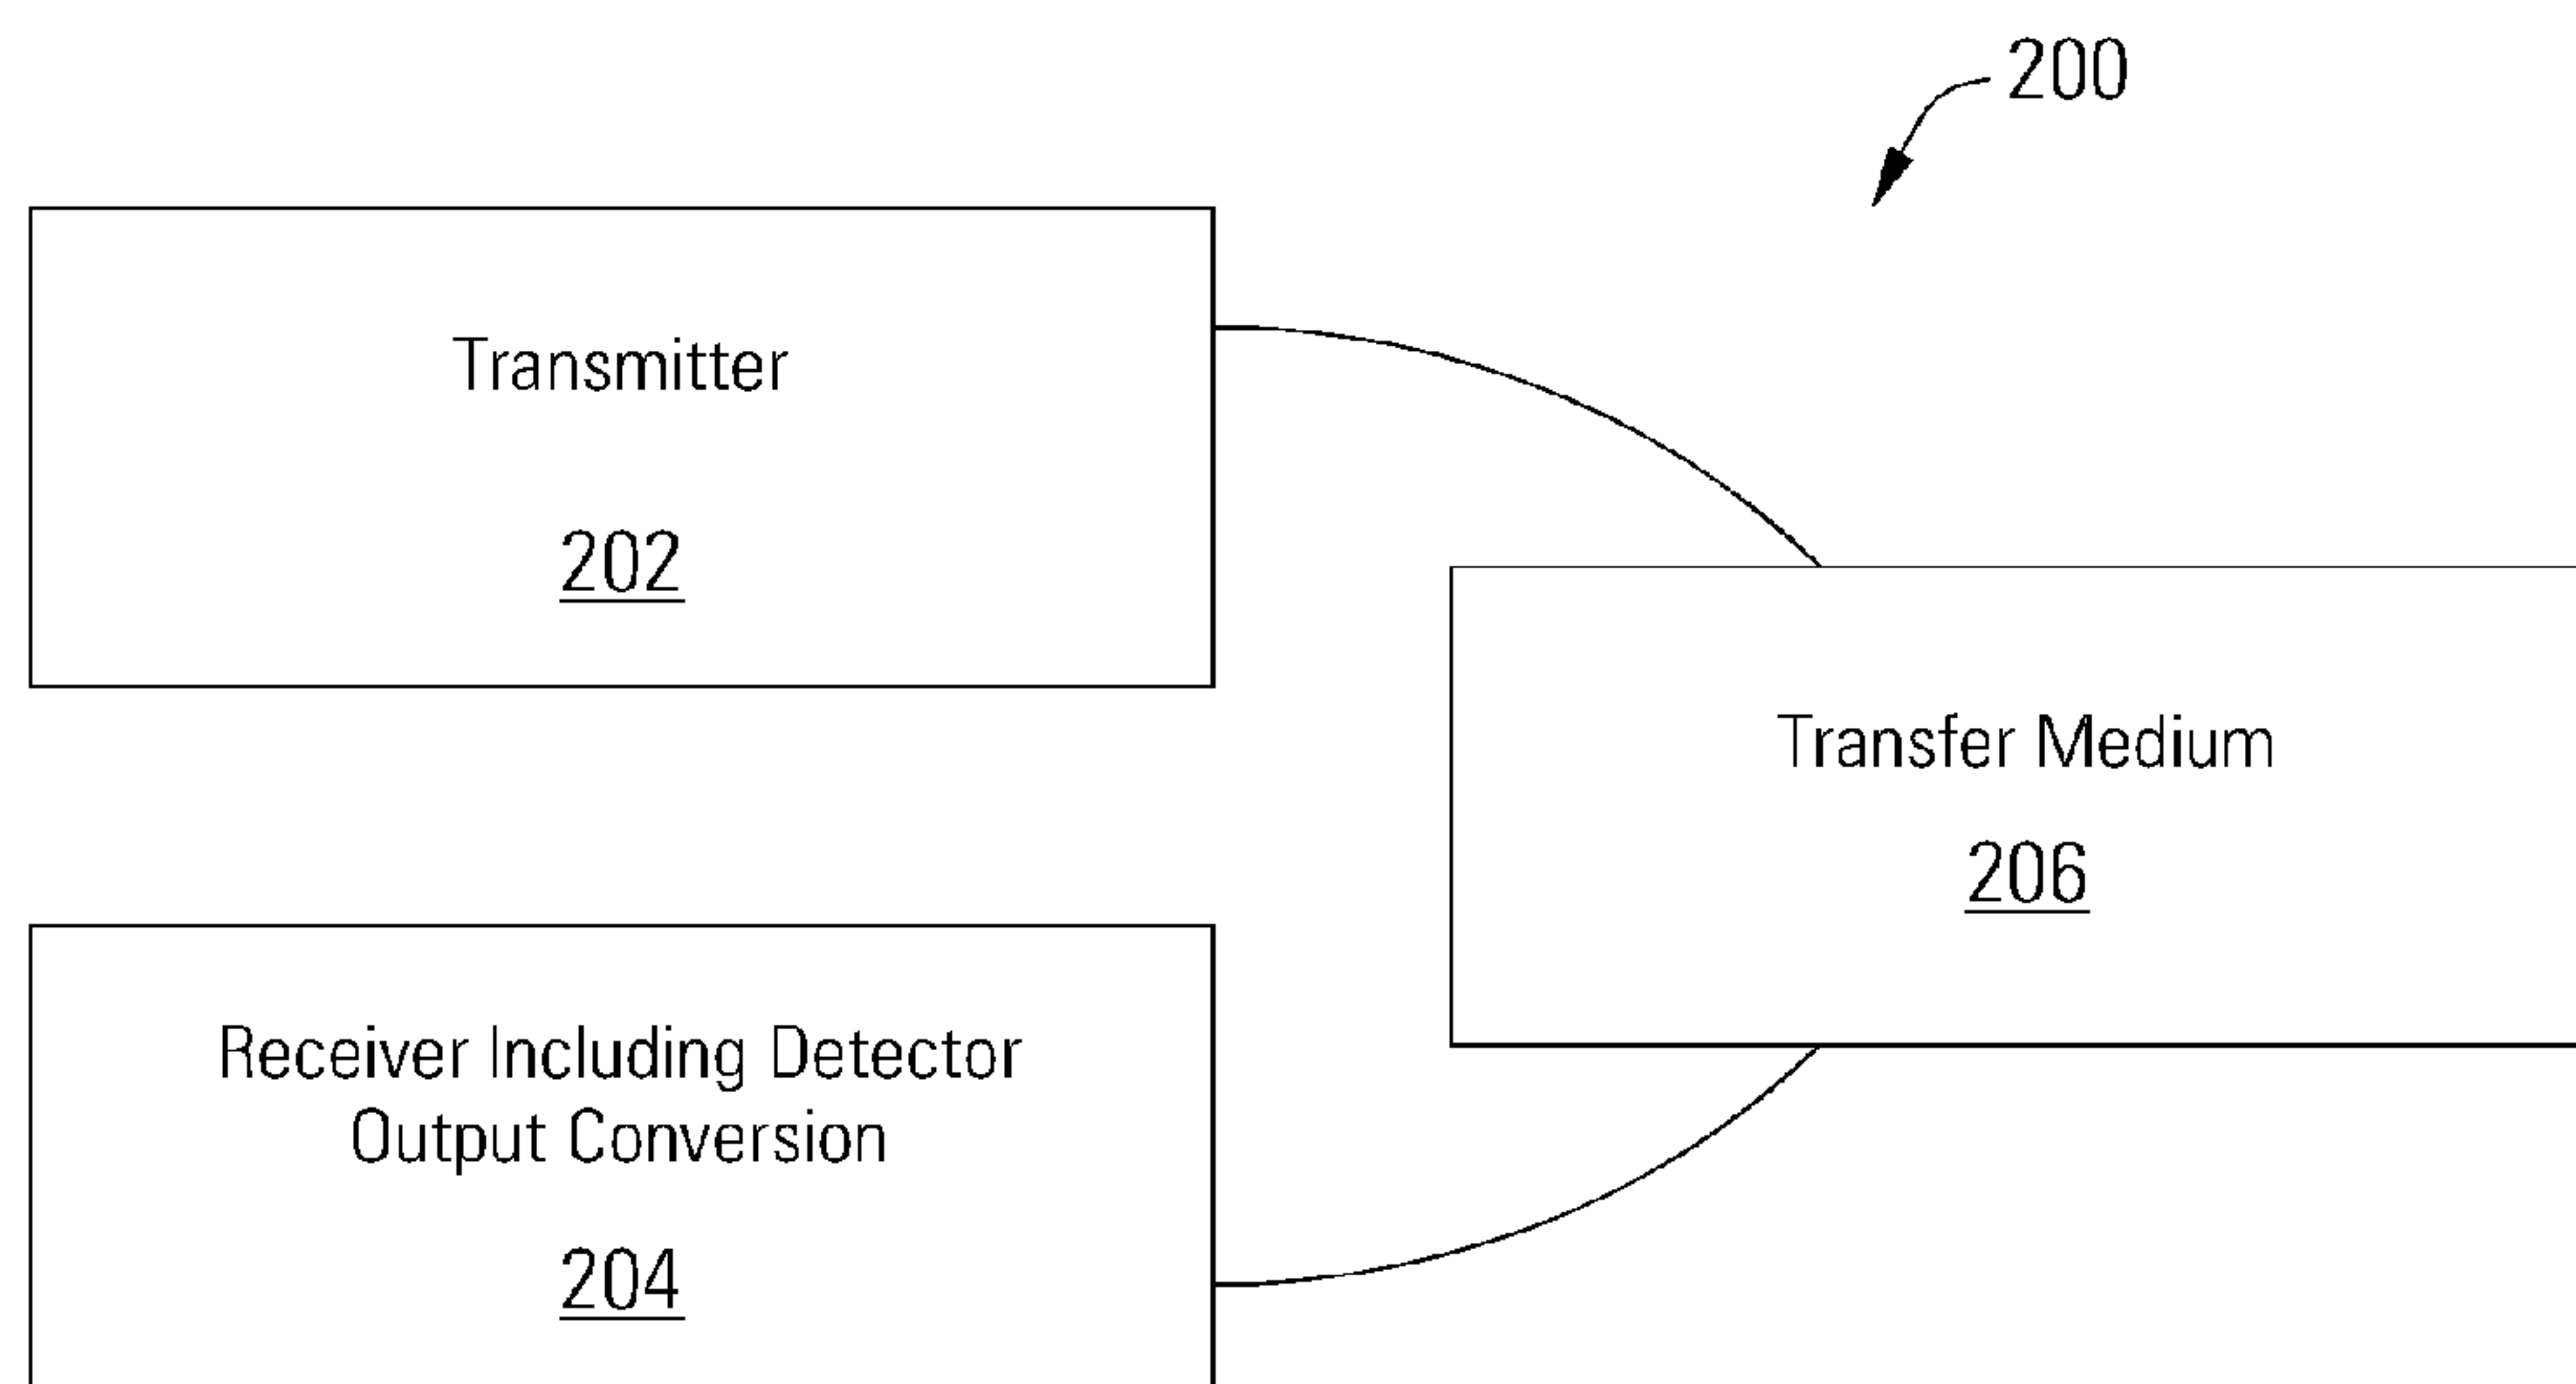 200
Transmitter
202
Transfer Medium
206
Receiver Including Detector
Output Conversion
204